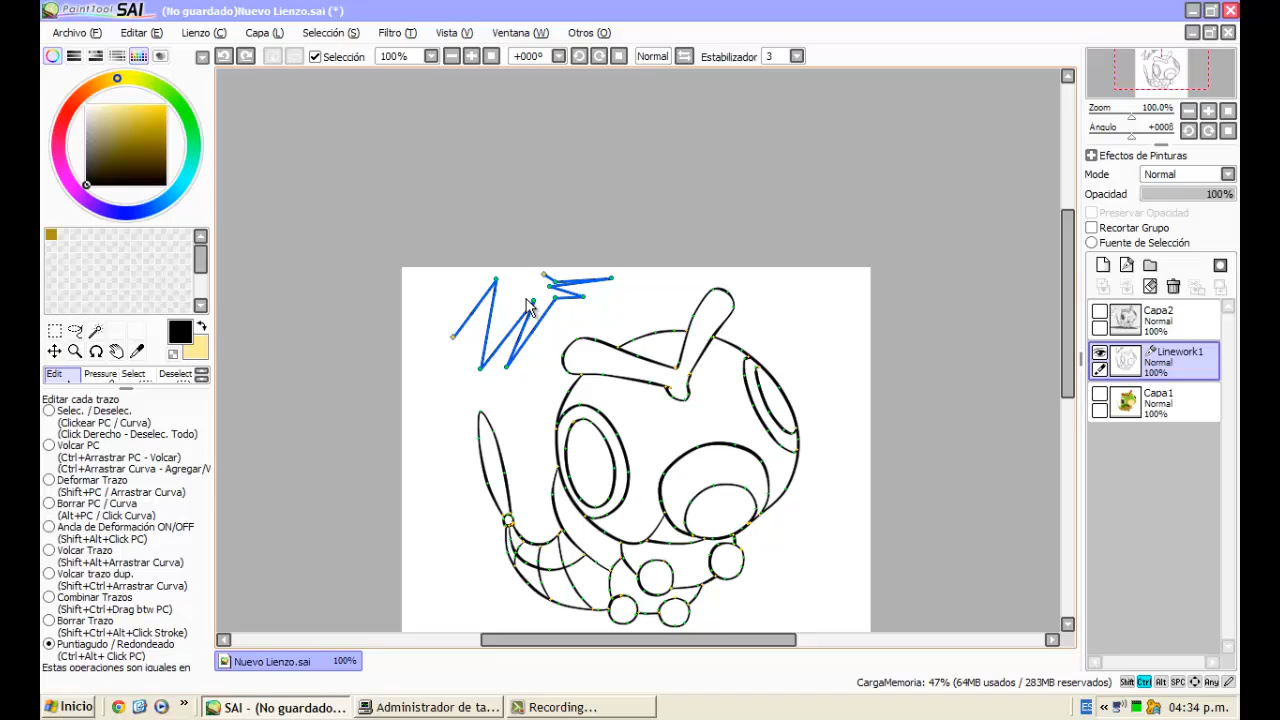 PaintTool SAI (No guardado)Nuevo Lienzo.sai (*)
Archivo (F) Editar (E) Lienzo (C) Capa (L) Selección (S) Filtro (T) Vista (V) Ventana (W) Otros (O)
Selección 100% +000º Normal Estabilizador 3
Zoom 100.0%
Ángulo +0008
Efectos de Pinturas
Modo Normal
Opacidad 100%
Preservar Opacidad
Recortar Grupo
Fuente de Selección
Capa2
Normal
100%
Linework1
Normal
100%
Capa1
Normal
100%
Edit Pressure Select Deselect
Editar cada trazo
Selec. / Deselec.
(Clickear PC / Curva)
(Click Derecho - Deselec. Todo)
Volcar PC
(Ctrl+Arrastrar PC - Volcar)
(Ctrl+Arrastrar Curva - Agregar/V
Deformar Trazo
(Shift+PC / Arrastrar Curva)
Borrar PC / Curva
(Alt+PC / Click Curva)
Ancla de Deformación ON/OFF
(Shift+Alt+Click PC)
Volcar Trazo
(Shift+Alt+Arrastrar Curva)
Volcar trazo dup.
(Shift+Ctrl+Arrastrar Curva)
Combinar Trazos
(Shift+Ctrl+Drag btw PC)
Borrar Trazo
(Shift+Ctrl+Alt+Click Stroke)
Puntiagudo / Redondeado
(Ctrl+Alt+ Click PC)
Estas operaciones son iguales en
Nuevo Lienzo.sai 100%
CargaMemoria: 47% (64MB usados / 283MB reservados) Shift Ctrl Alt SPC Any
Inicio » SAI - (No guardado... Administrador de ta... Recording... ES « 04:34 p.m.